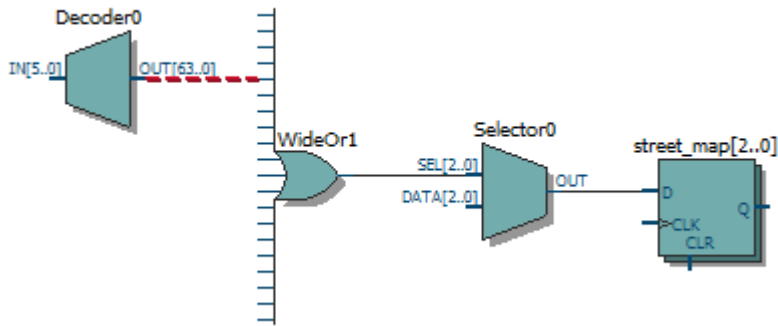 Decoder0
IN[5..0]
OUT[63..0]
WideOr1
Selector0
SEL[2..0]
DATA[2..0]
OUT
street_map[2..0]
D
Q
CLK
CLR